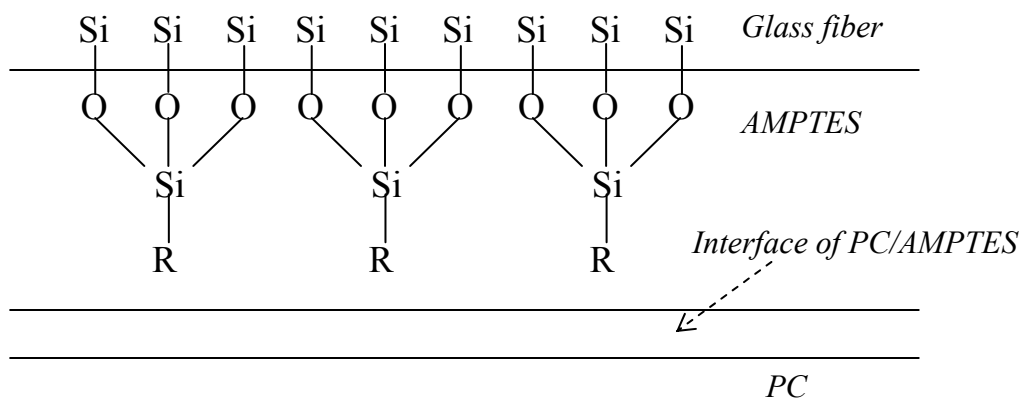 Si Si Si Si Si Si Si Si Si Glass fiber
O O O O O O O O O AMPTES
Si Si Si
R R R
Interface of PC/AMPTES
PC